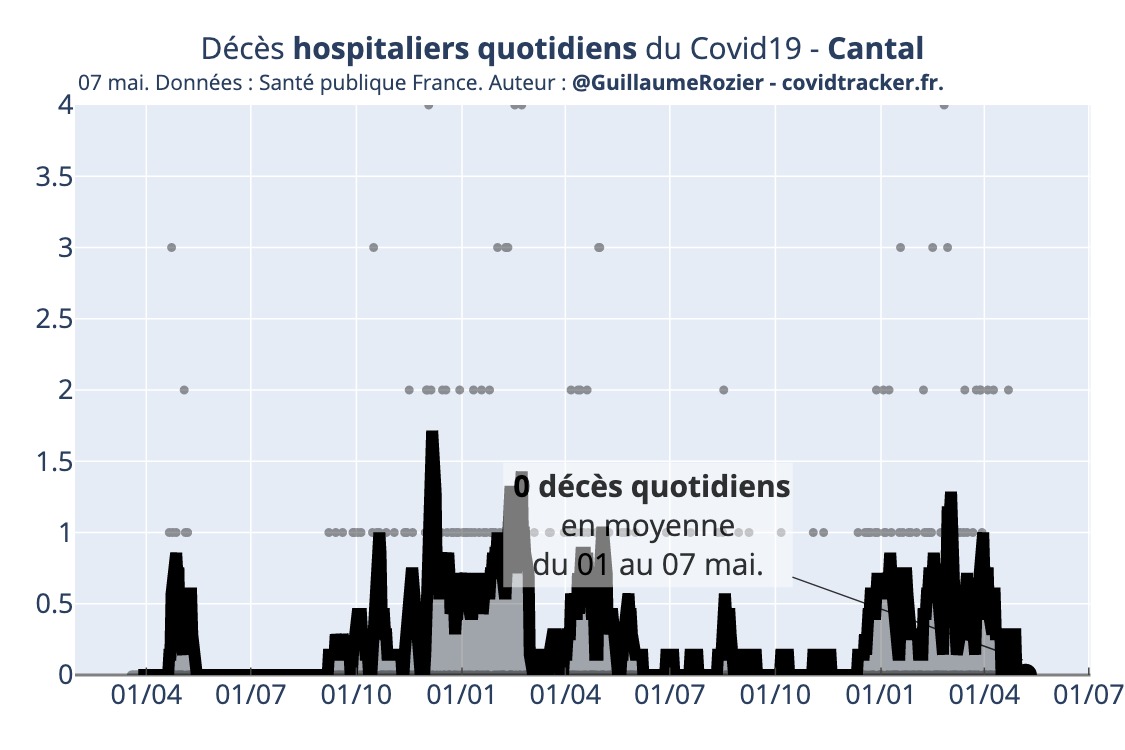 Décès hospitaliers quotidiens du Covid19 - Cantal
07 mai. Données : Santé publique France. Auteur : @GuillaumeRozier - covidtracker.fr.
4
3.5
3
2.5
2
1.5
1
0.5
0
0 décès quotidiens
en moyenne
du 01 au 07 mai.
01/04 01/07 01/10 01/01 01/04 01/07 01/10 01/01 01/04 01/07